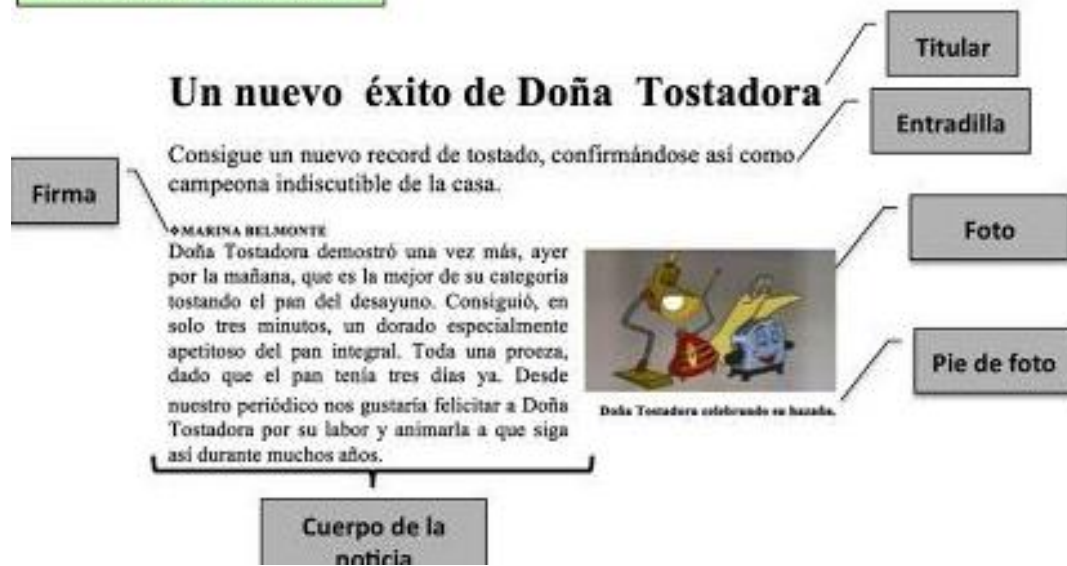 Titular
Un nuevo éxito de Doña Tostadora
Entradilla
Consigue un nuevo record de tostado, confirmándose así como
campeona indiscutible de la casa.
Firma
MARINA BELMONTE
Doña Tostadora demostró una vez más, ayer
por la mañana, que es la mejor de su categoría
tostando el pan del desayuno. Consiguió, en
solo tres minutos, un dorado especialmente
apetitoso del pan integral. Toda una proeza,
dado que el pan tenía tres días ya. Desde
nuestro periódico nos gustaría felicitar a Doña
Tostadora por su labor y animarla a que siga
así durante muchos años.
Foto
Pie de foto
Doña Tostadora celebrando su hazaña.
Cuerpo de la
noticia